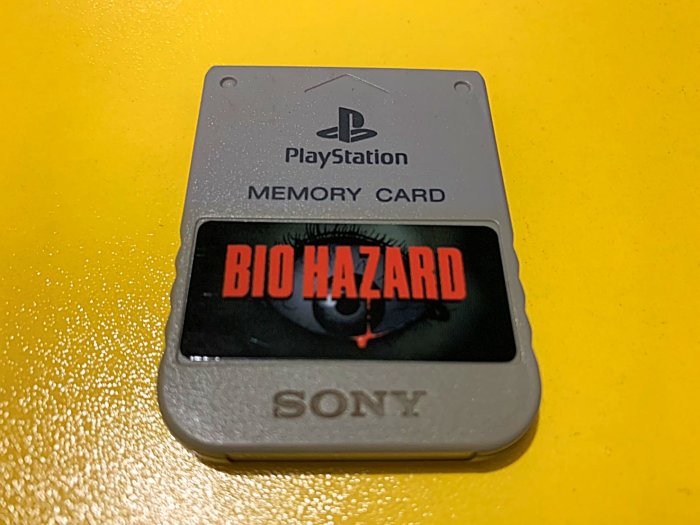 PlayStation
MEMORY CARD
BIO HAZARD
SONY